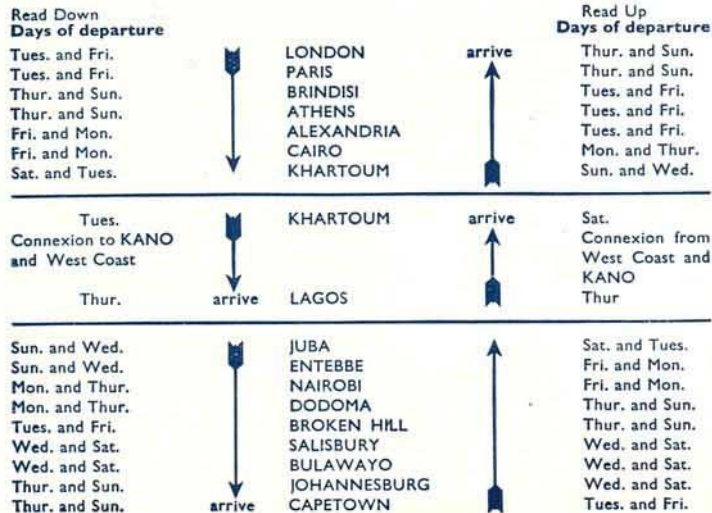 Read Down Read Up
Days of departure Days of departure
Tues. and Fri. LONDON arrive Thur. and Sun.
Tues. and Fri. PARIS Thur. and Sun.
Thur. and Sun. BRINDISI Tues. and Fri.
Thur. and Sun. ATHENS Tues. and Fri.
Fri. and Mon. ALEXANDRIA Tues. and Fri.
Fri. and Mon. CAIRO Mon. and Thur.
Sat. and Tues. KHARTOUM Sun. and Wed.
Tues. KHARTOUM arrive Sat.
Connexion to KANO Connexion from
and West Coast West Coast and
KANO
Thur. arrive LAGOS Thur
Sun. and Wed. JUBA Sat. and Tues.
Sun. and Wed. ENTEBBE Fri. and Mon.
Mon. and Thur. NAIROBI Fri. and Mon.
Mon. and Thur. DODOMA Thur. and Sun.
Tues. and Fri. BROKEN HILL Thur. and Sun.
Wed. and Sat. SALISBURY Wed. and Sat.
Wed. and Sat. BULAWAYO Wed. and Sat.
Thur. and Sun. JOHANNESBURG Wed. and Sat.
Thur. and Sun. arrive CAPETOWN Tues. and Fri.